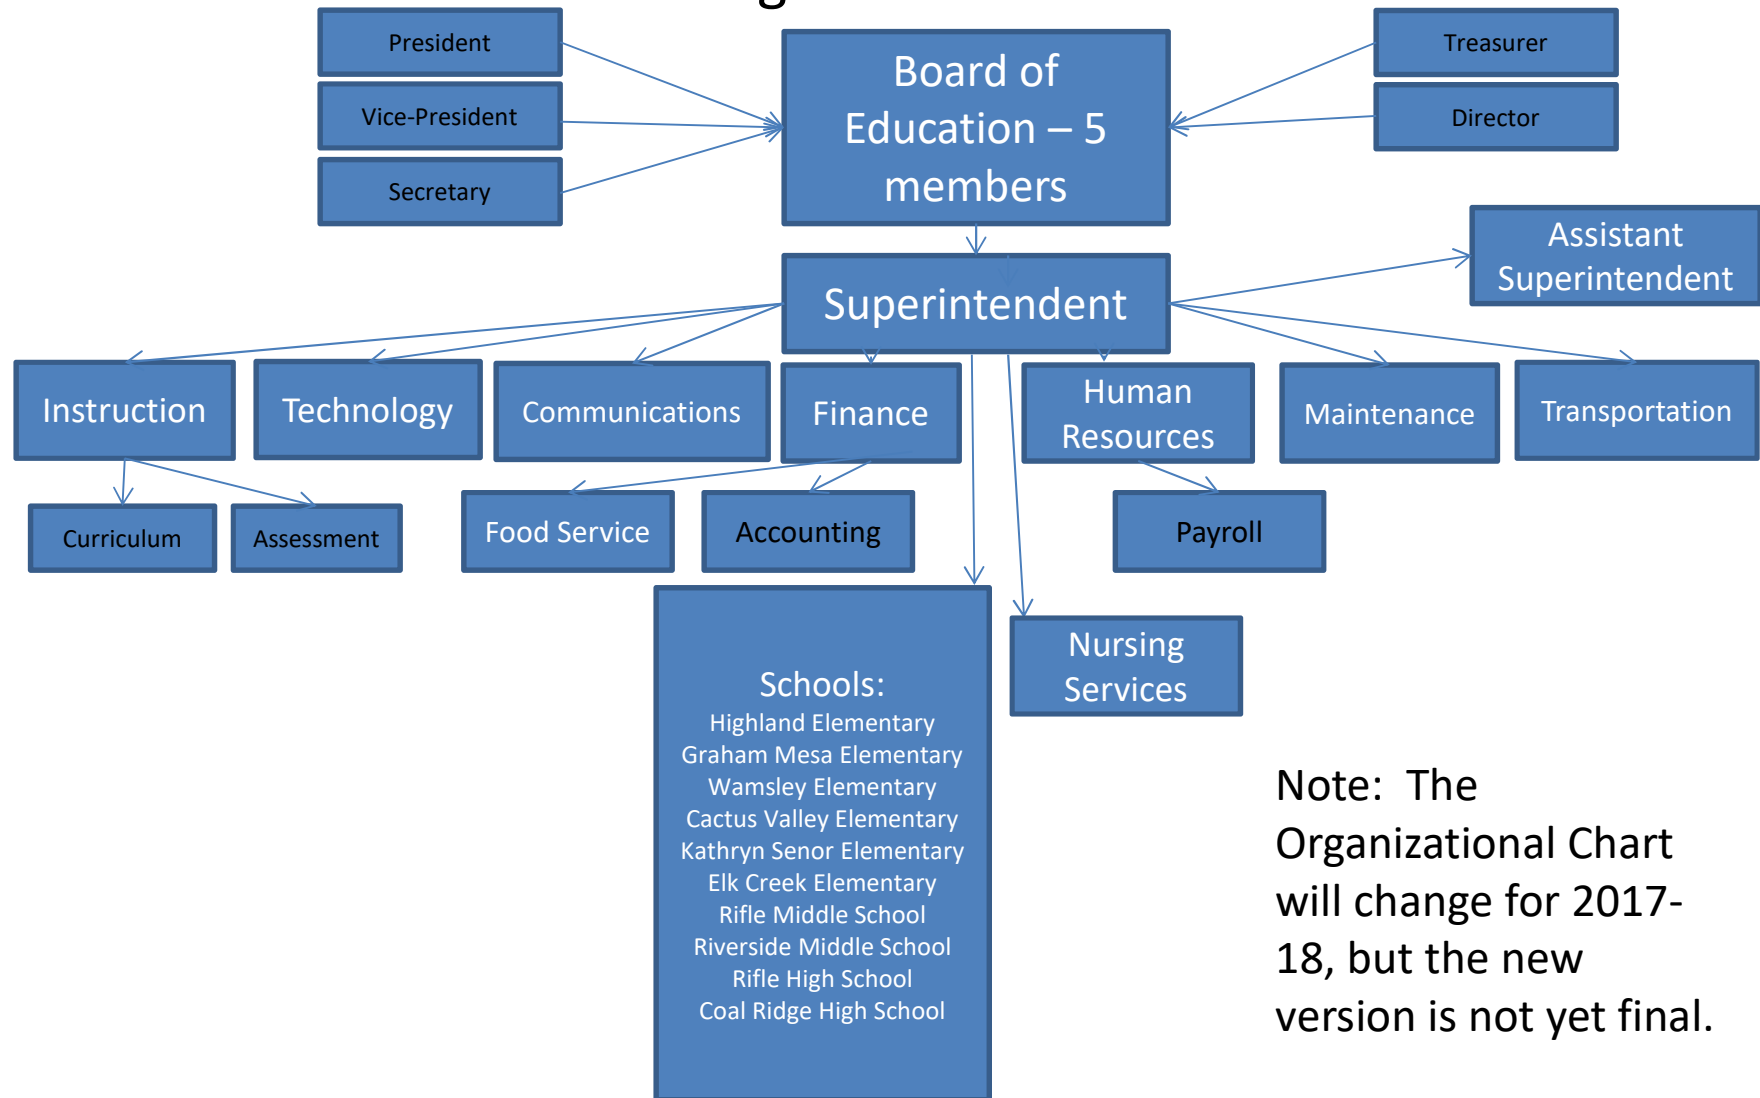 President
Vice-President
Secretary
Board of
Education – 5
members
Treasurer
Director
Assistant
Superintendent
Superintendent
Instruction
Technology
Communications
Finance
Human
Resources
Maintenance
Transportation
Curriculum
Assessment
Food Service
Accounting
Payroll
Schools:
Highland Elementary
Graham Mesa Elementary
Wamsley Elementary
Cactus Valley Elementary
Kathryn Senor Elementary
Elk Creek Elementary
Rifle Middle School
Riverside Middle School
Rifle High School
Coal Ridge High School
Nursing
Services
Note:  The
Organizational Chart
will change for 2017-
18, but the new
version is not yet final.